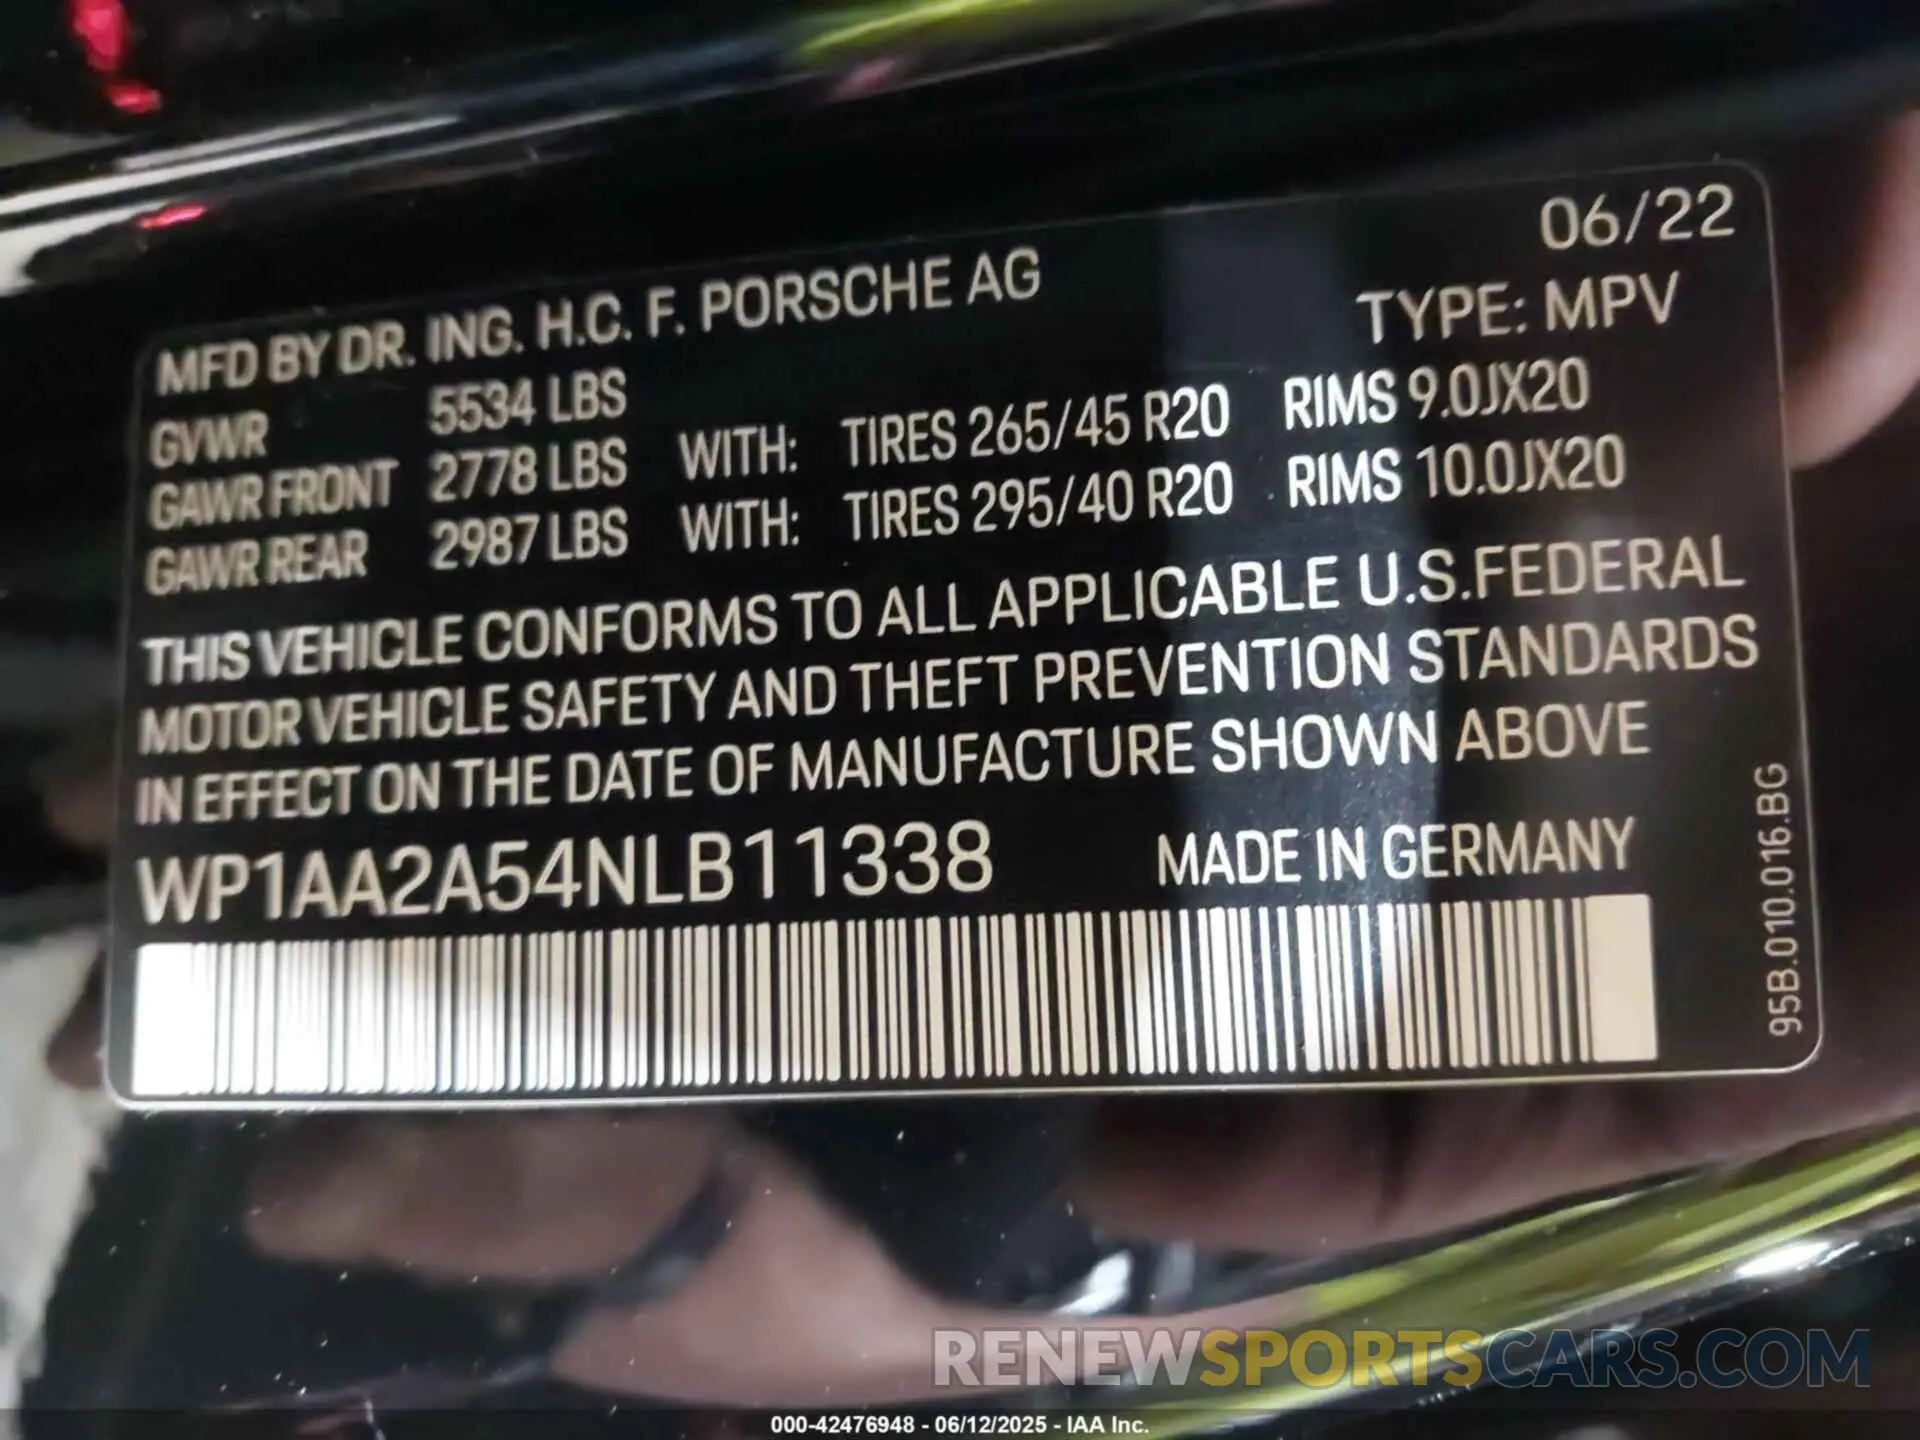 06/22
MFD BY DR. ING. H.C. F. PORSCHE AG
TYPE: MPV
GVWR 5534 LBS
GAWR FRONT 2778 LBS WITH: TIRES 265/45 R20 RIMS 9.0JX20
GAWR REAR 2987 LBS WITH: TIRES 295/40 R20 RIMS 10.0JX20
THIS VEHICLE CONFORMS TO ALL APPLICABLE U.S.FEDERAL
MOTOR VEHICLE SAFETY AND THEFT PREVENTION STANDARDS
IN EFFECT ON THE DATE OF MANUFACTURE SHOWN ABOVE
WP1AA2A54NLB11338 MADE IN GERMANY
95B.010.016.BG
RENEWSPORTSCARS.COM
000-42476948 - 06/12/2025 - IAA Inc.